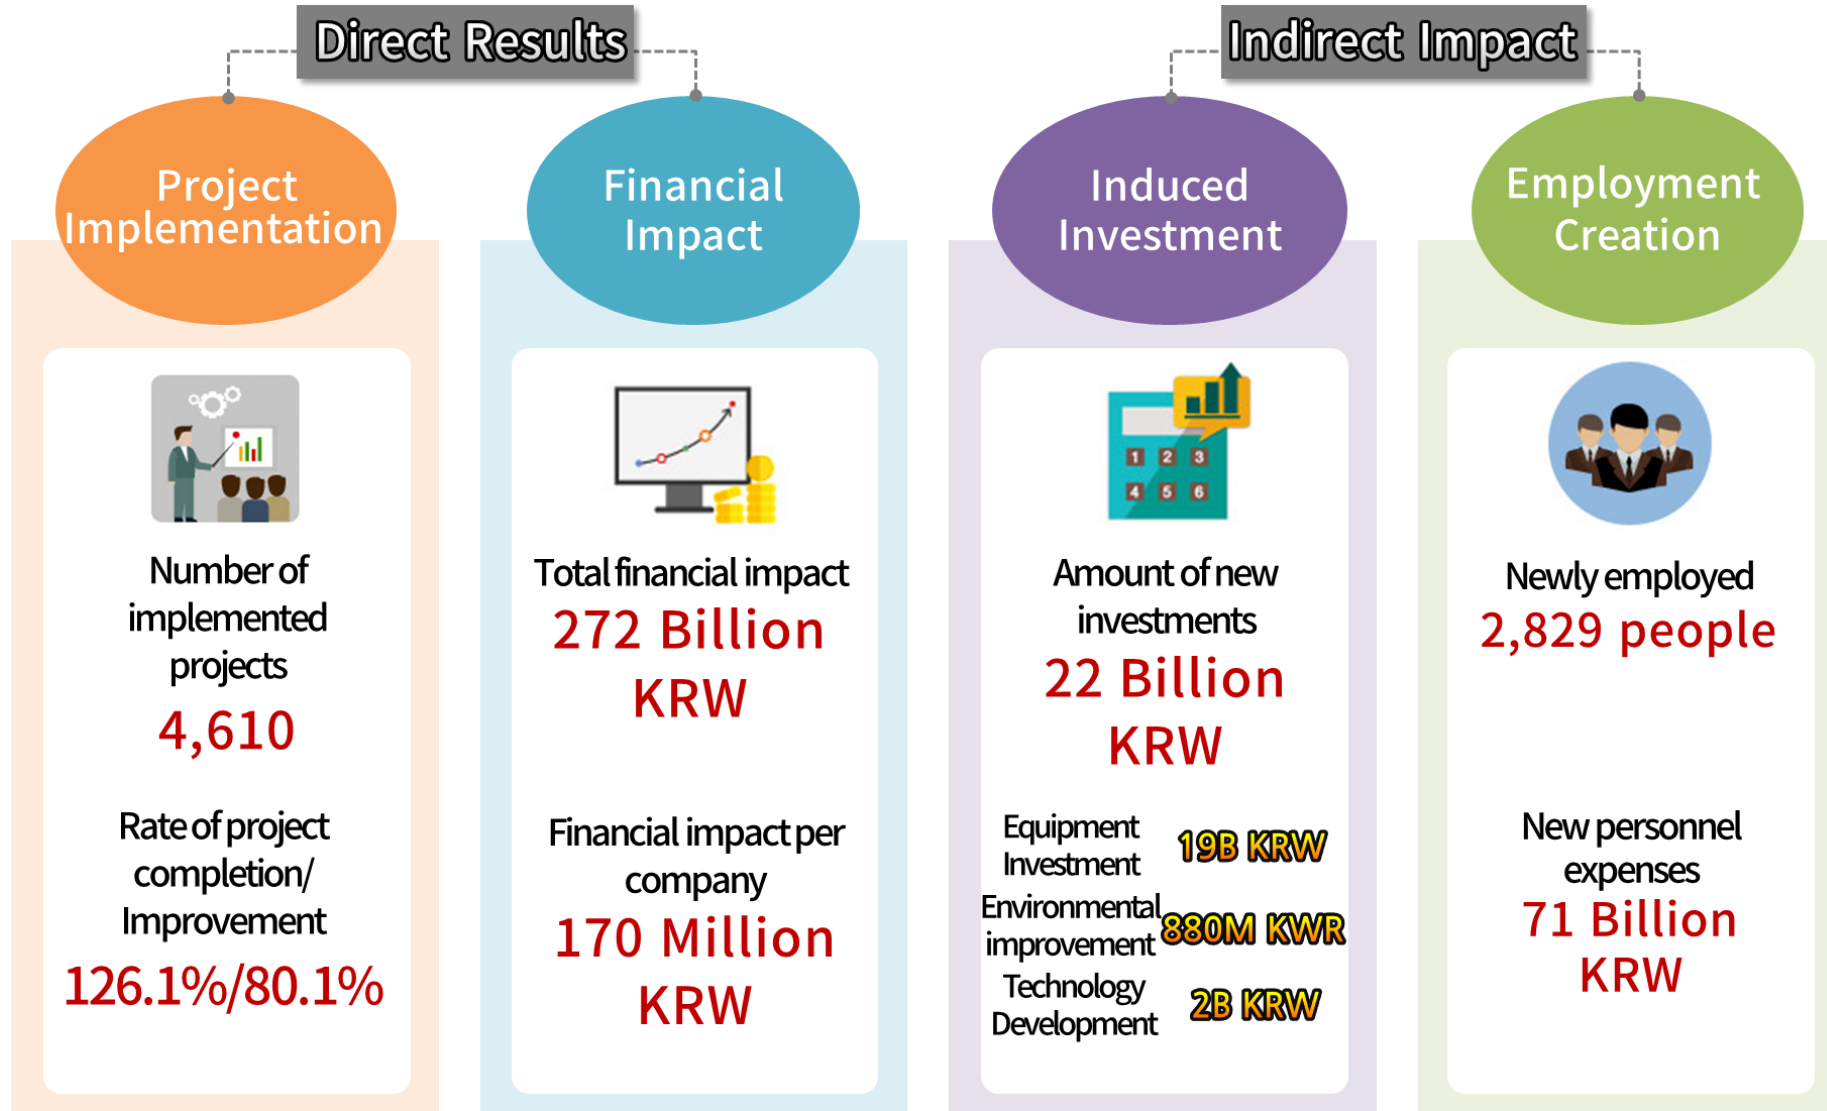 Direct Results
Indirect Impact
Project
Implementation
Financial
Impact
Induced
Investment
Employment
Creation
Number of
implemented
projects
4,610
Rate of project
completion/
Improvement
126.1%/80.1%
Total financial impact
272 Billion
KRW
Financial impact per
company
170 Million
KRW
1 2 3
4 5 6
Amount of new
investments
22 Billion
KRW
Equipment
Investment
19B KRW
Environmental
improvement
880M KWR
Technology
Development
2B KRW
Newly employed
2,829 people
New personnel
expenses
71 Billion
KRW